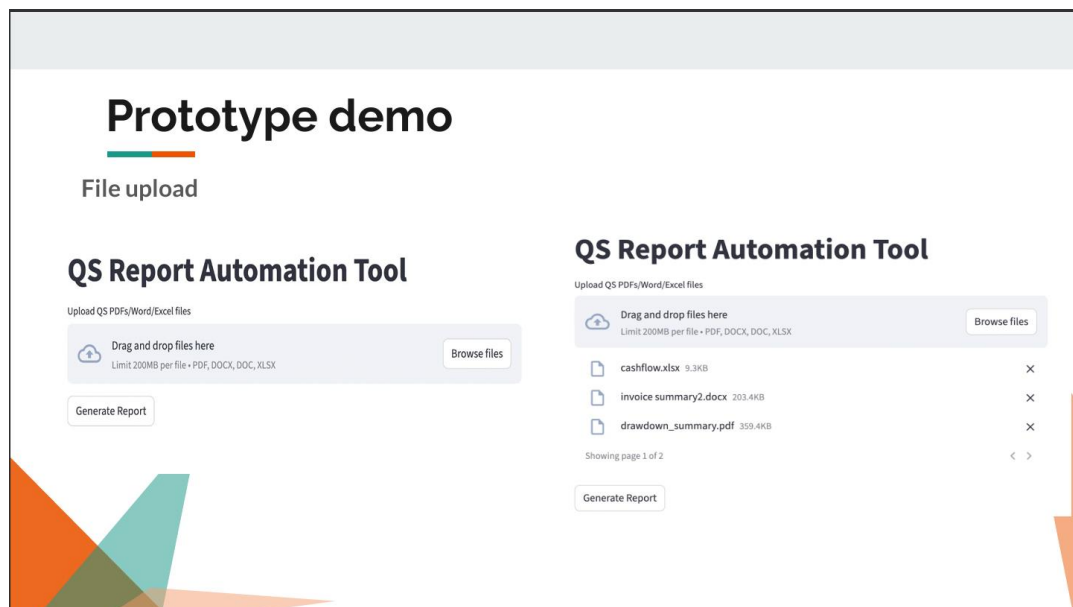 Prototype demo
File upload
QS Report Automation Tool
Upload QS PDFs/Word/Excel files
Drag and drop files here
Limit 200MB per file • PDF, DOCX, DOC, XLSX
Browse files
Generate Report
QS Report Automation Tool
Upload QS PDFs/Word/Excel files
Drag and drop files here
Limit 200MB per file • PDF, DOCX, DOC, XLSX
Browse files
cashflow.xlsx 9.3KB
invoice summary2.docx 203.4KB
drawdown_summary.pdf 359.4KB
Showing page 1 of 2
Generate Report